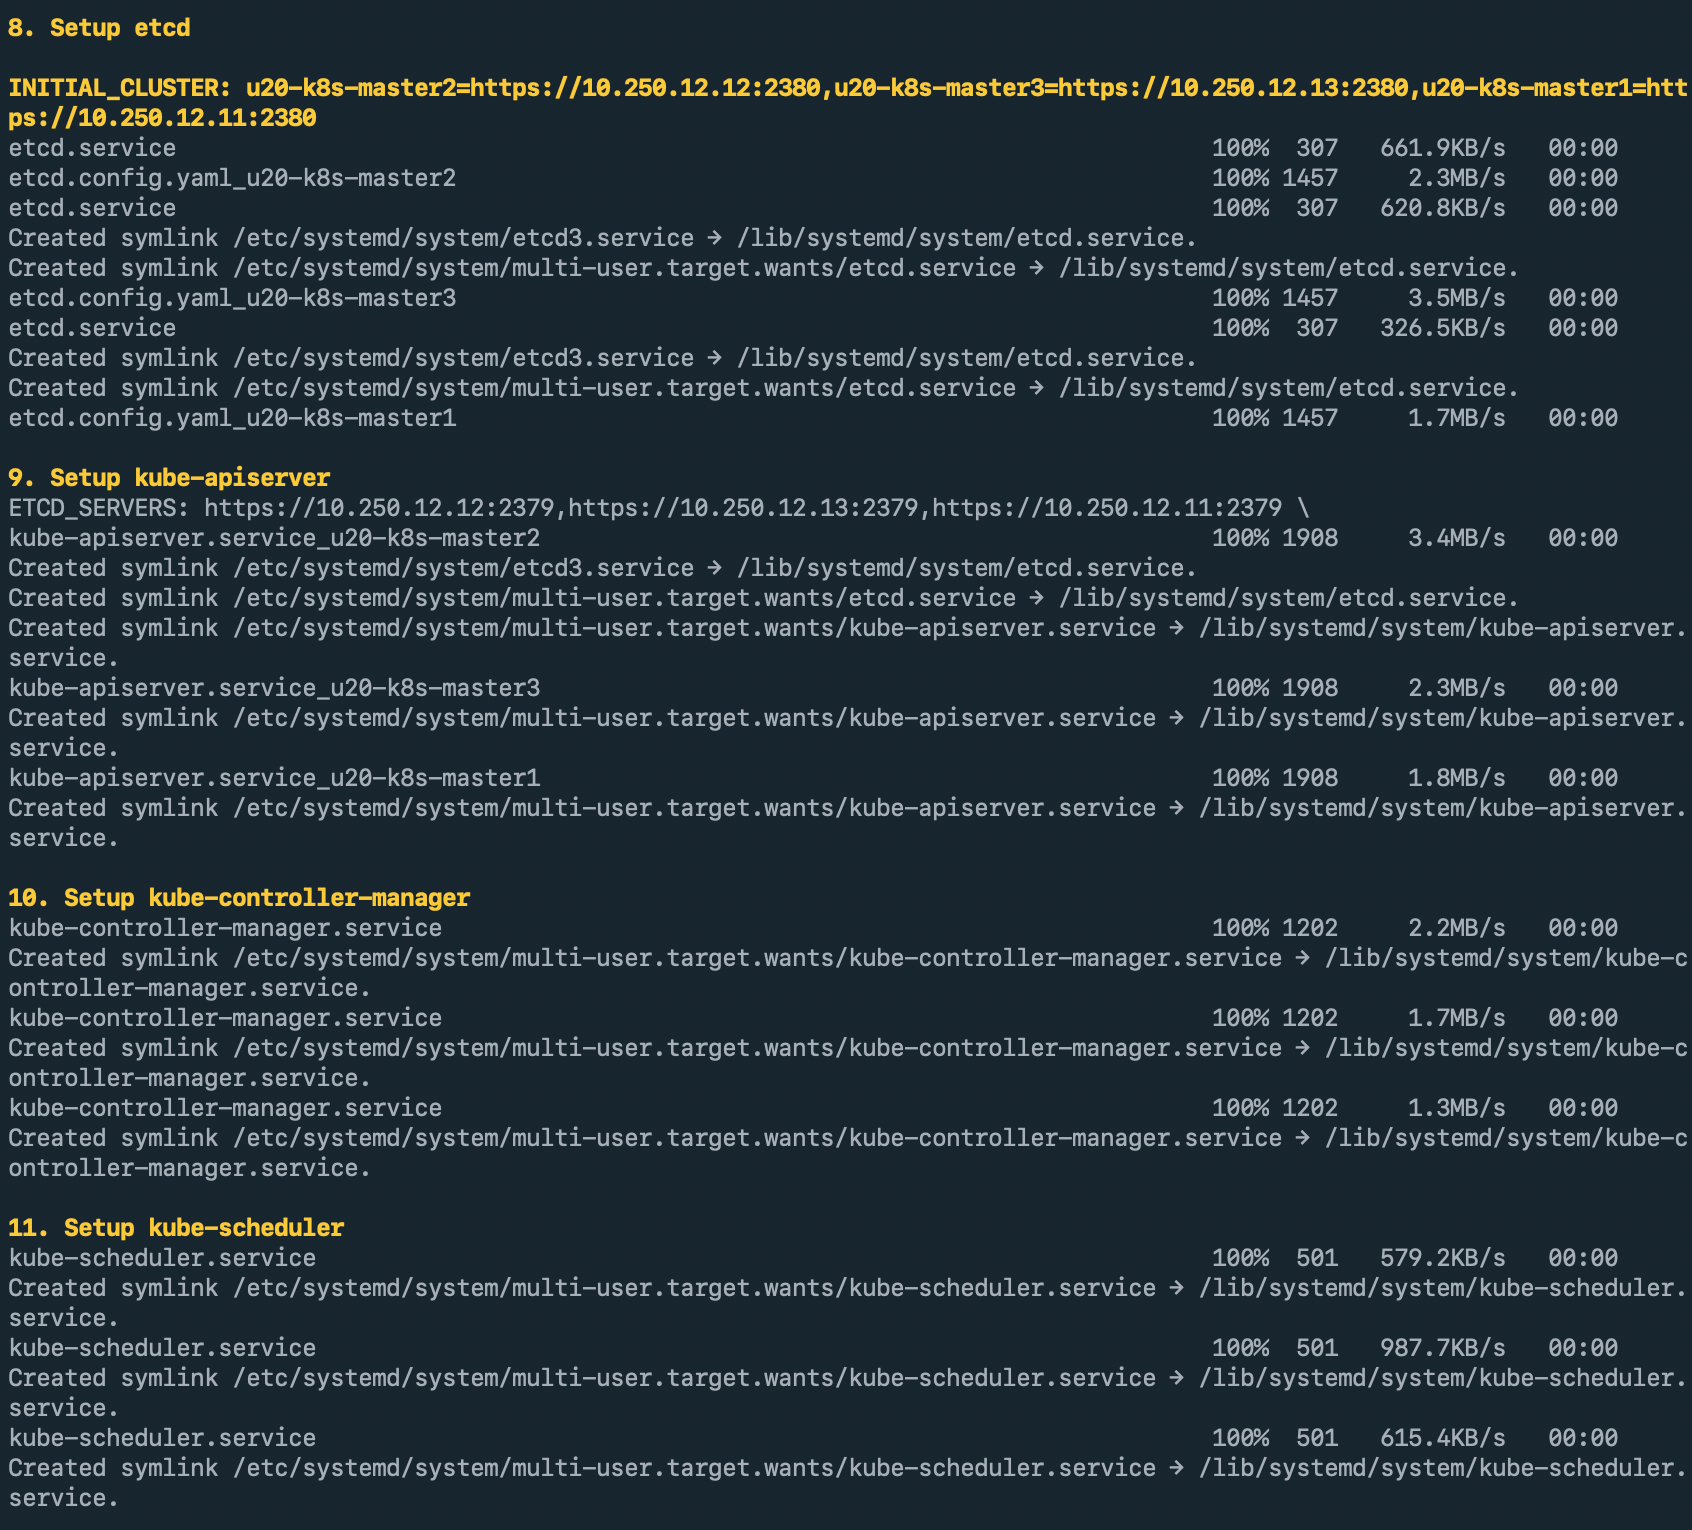 8. Setup etcd
INITIAL_CLUSTER: u20-k8s-master2=https://10.250.12.12:2380,u20-k8s-master3=https://10.250.12.13:2380,u20-k8s-master1=htt
ps://10.250.12.11:2380
etcd.service 100% 307 661.9KB/s 00:00
etcd.config.yaml_u20-k8s-master2 100% 1457 2.3MB/s 00:00
etcd.service 100% 307 620.8KB/s 00:00
Created symlink /etc/systemd/system/etcd3.service → /lib/systemd/system/etcd.service.
Created symlink /etc/systemd/system/multi-user.target.wants/etcd.service → /lib/systemd/system/etcd.service.
etcd.config.yaml_u20-k8s-master3 100% 1457 3.5MB/s 00:00
etcd.service 100% 307 326.5KB/s 00:00
Created symlink /etc/systemd/system/etcd3.service → /lib/systemd/system/etcd.service.
Created symlink /etc/systemd/system/multi-user.target.wants/etcd.service → /lib/systemd/system/etcd.service.
etcd.config.yaml_u20-k8s-master1 100% 1457 1.7MB/s 00:00
9. Setup kube-apiserver
ETCD_SERVERS: https://10.250.12.12:2379,https://10.250.12.13:2379,https://10.250.12.11:2379 \
kube-apiserver.service_u20-k8s-master2 100% 1908 3.4MB/s 00:00
Created symlink /etc/systemd/system/etcd3.service → /lib/systemd/system/etcd.service.
Created symlink /etc/systemd/system/multi-user.target.wants/etcd.service → /lib/systemd/system/etcd.service.
Created symlink /etc/systemd/system/multi-user.target.wants/kube-apiserver.service → /lib/systemd/system/kube-apiserver.
service.
kube-apiserver.service_u20-k8s-master3 100% 1908 2.3MB/s 00:00
Created symlink /etc/systemd/system/multi-user.target.wants/kube-apiserver.service → /lib/systemd/system/kube-apiserver.
service.
kube-apiserver.service_u20-k8s-master1 100% 1908 1.8MB/s 00:00
Created symlink /etc/systemd/system/multi-user.target.wants/kube-apiserver.service → /lib/systemd/system/kube-apiserver.
service.
10. Setup kube-controller-manager
kube-controller-manager.service 100% 1202 2.2MB/s 00:00
Created symlink /etc/systemd/system/multi-user.target.wants/kube-controller-manager.service → /lib/systemd/system/kube-c
ontroller-manager.service.
kube-controller-manager.service 100% 1202 1.7MB/s 00:00
Created symlink /etc/systemd/system/multi-user.target.wants/kube-controller-manager.service → /lib/systemd/system/kube-c
ontroller-manager.service.
kube-controller-manager.service 100% 1202 1.3MB/s 00:00
Created symlink /etc/systemd/system/multi-user.target.wants/kube-controller-manager.service → /lib/systemd/system/kube-c
ontroller-manager.service.
11. Setup kube-scheduler
kube-scheduler.service 100% 501 579.2KB/s 00:00
Created symlink /etc/systemd/system/multi-user.target.wants/kube-scheduler.service → /lib/systemd/system/kube-scheduler.
service.
kube-scheduler.service 100% 501 987.7KB/s 00:00
Created symlink /etc/systemd/system/multi-user.target.wants/kube-scheduler.service → /lib/systemd/system/kube-scheduler.
service.
kube-scheduler.service 100% 501 615.4KB/s 00:00
Created symlink /etc/systemd/system/multi-user.target.wants/kube-scheduler.service → /lib/systemd/system/kube-scheduler.
service.